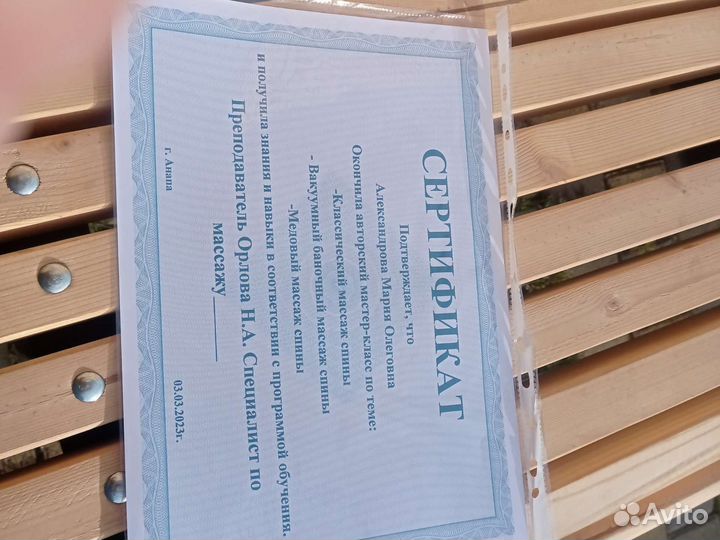 СЕРТИФИКАТ
Подтверждает, что
Александрова Мария Олеговна
Окончила авторский мастер-класс по теме:
-Классический массаж спины
- Вакуумный баночный массаж спины
-Медовый массаж спины
и получила знания и навыки в соответствии с программой обучения.
Преподаватель Орлова Н.А. Специалист по
массажу______
03.03.2023г.
г. Анапа
Avito